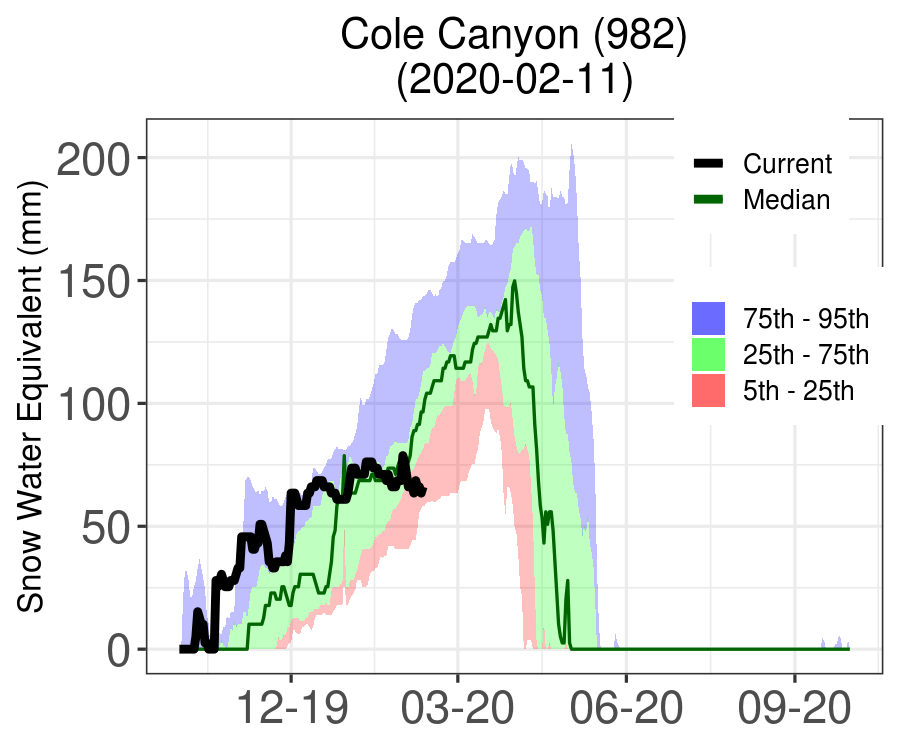 Cole Canyon (982)
(2020-02-11)
Snow Water Equivalent (mm)
200
150
100
50
0
12-19
03-20
06-20
09-20
Current
Median
75th - 95th
25th - 75th
5th - 25th